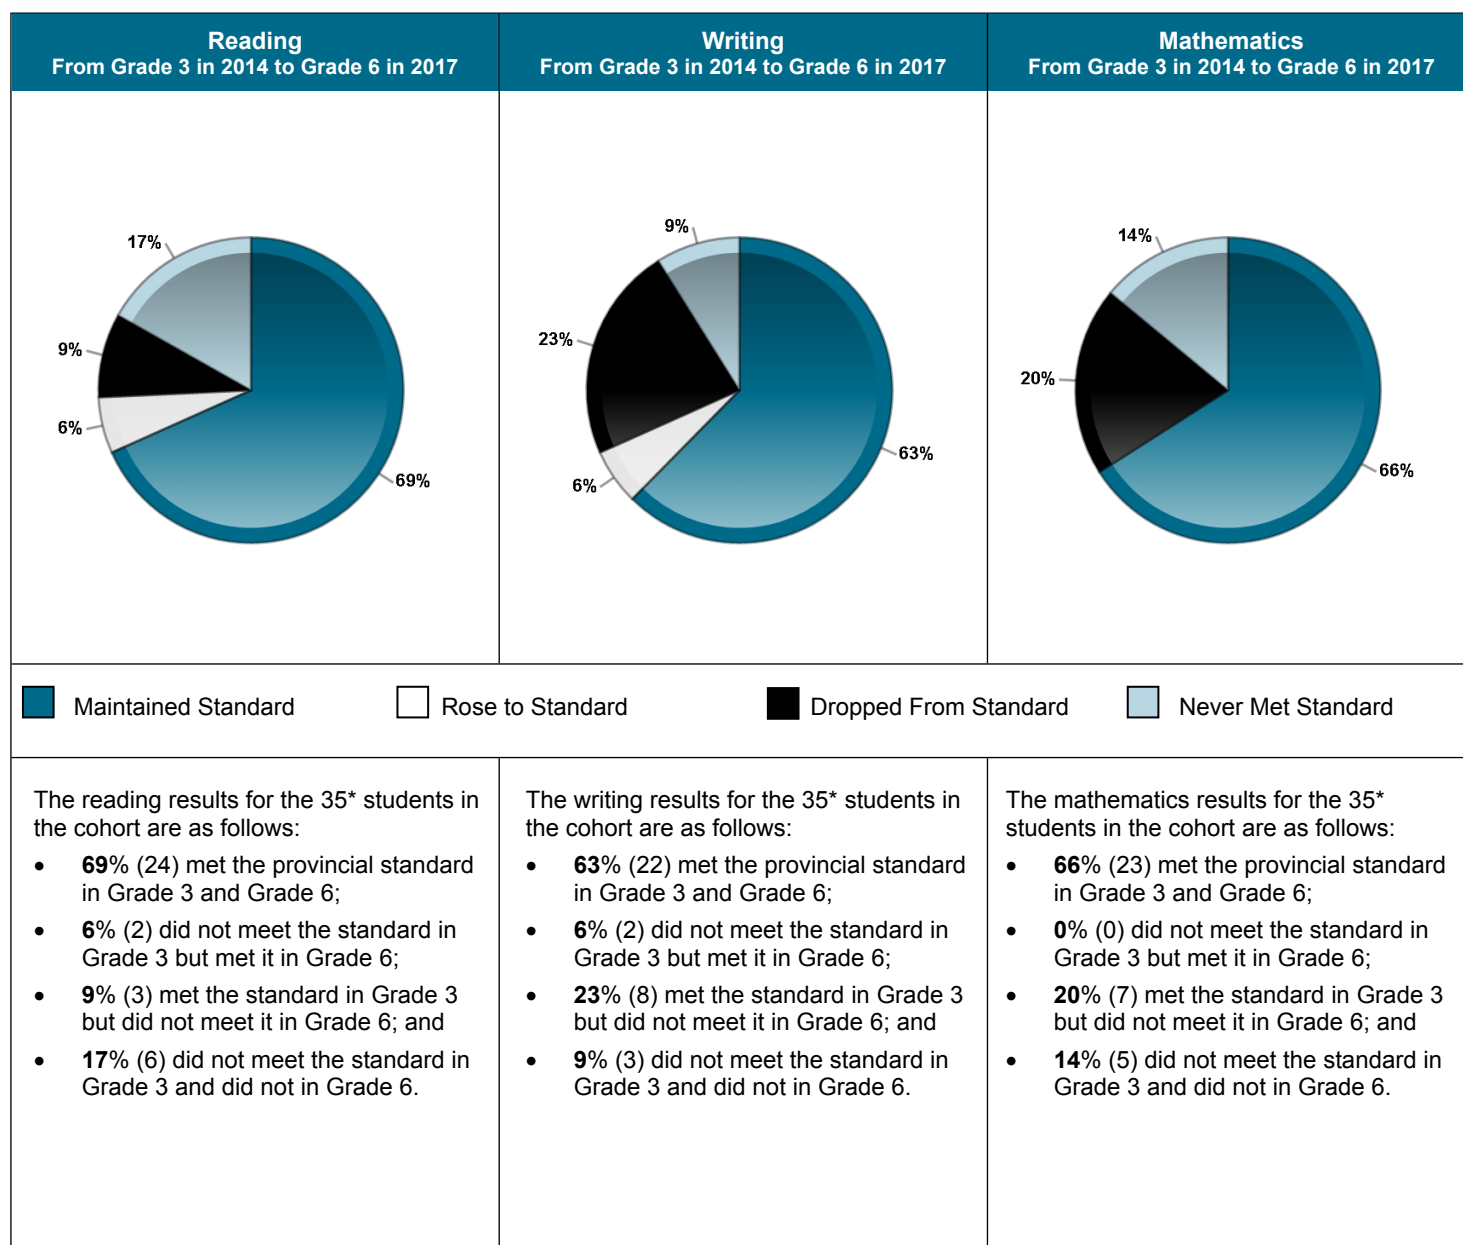 Reading
From Grade 3 in 2014 to Grade 6 in 2017
Writing
From Grade 3 in 2014 to Grade 6 in 2017
Mathematics
From Grade 3 in 2014 to Grade 6 in 2017
17%
9%
6%
69%
9%
23%
6%
63%
14%
20%
66%
Maintained Standard
Rose to Standard
Dropped From Standard
Never Met Standard
The reading results for the 35* students in
the cohort are as follows:
• 69% (24) met the provincial standard
in Grade 3 and Grade 6;
• 6% (2) did not meet the standard in
Grade 3 but met it in Grade 6;
• 9% (3) met the standard in Grade 3
but did not meet it in Grade 6; and
• 17% (6) did not meet the standard in
Grade 3 and did not in Grade 6.
The writing results for the 35* students in
the cohort are as follows:
• 63% (22) met the provincial standard
in Grade 3 and Grade 6;
• 6% (2) did not meet the standard in
Grade 3 but met it in Grade 6;
• 23% (8) met the standard in Grade 3
but did not meet it in Grade 6; and
• 9% (3) did not meet the standard in
Grade 3 and did not in Grade 6.
The mathematics results for the 35*
students in the cohort are as follows:
• 66% (23) met the provincial standard
in Grade 3 and Grade 6;
• 0% (0) did not meet the standard in
Grade 3 but met it in Grade 6;
• 20% (7) met the standard in Grade 3
but did not meet it in Grade 6; and
• 14% (5) did not meet the standard in
Grade 3 and did not in Grade 6.